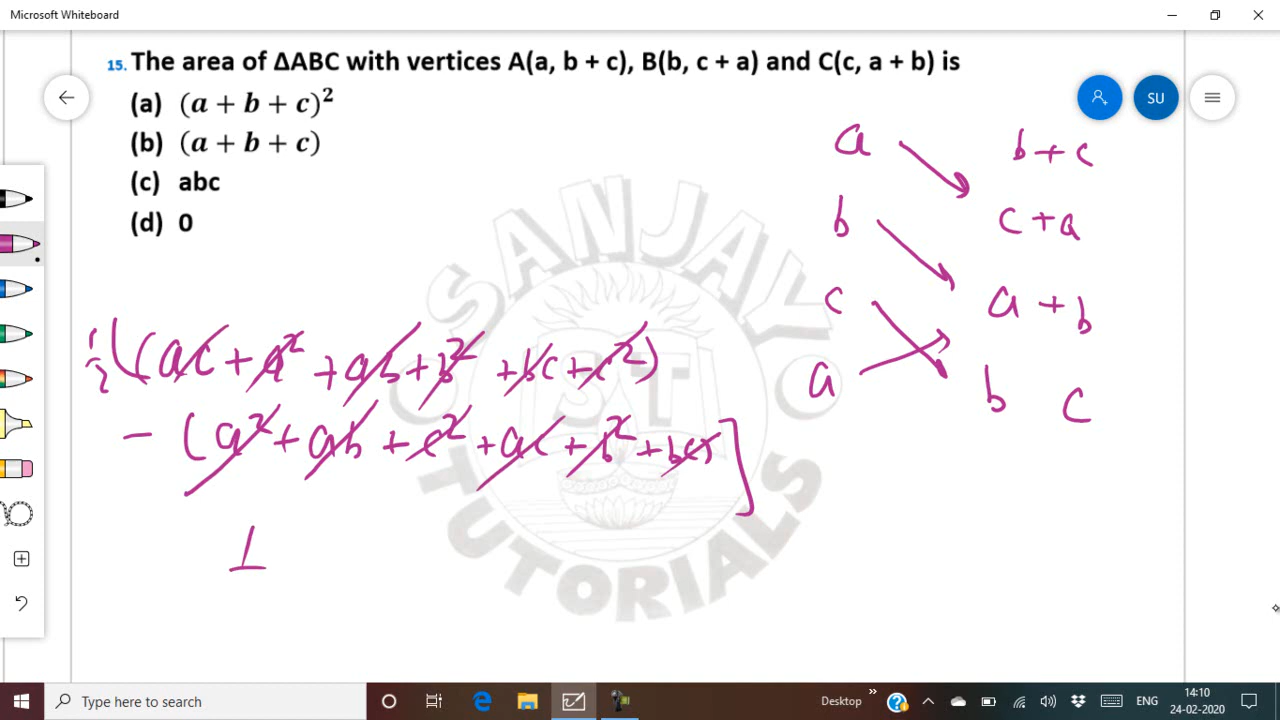 Microsoft Whiteboard
15. The area of ΔABC with vertices A(a, b + c), B(b, c + a) and C(c, a + b) is
(a) (a + b + c)²
(b) (a + b + c)
(c) abc
(d) 0
SU
a b + c
b c + a
c a + b
a b c
1/2 [(ac + a² + ab + b² + bc + c²)
- (a² + ab + c² + ac + b² + bc)]
1
SANJAY
ST
TUTORIALS
Type here to search
Desktop
»
ENG
14:10
24-02-2020